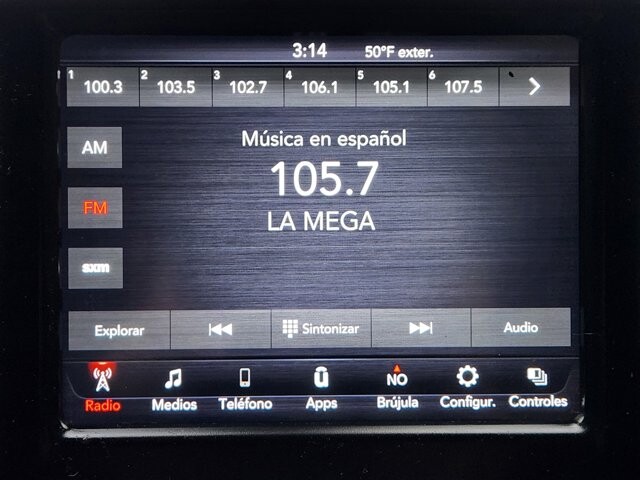 3:14 50°F exter.
1 100.3 2 103.5 3 102.7 4 106.1 5 105.1 6 107.5
AM
Música en español
105.7
FM
LA MEGA
sxm
Explorar Sintonizar Audio
NO
Radio Medios Teléfono Apps Brújula Configur. Controles